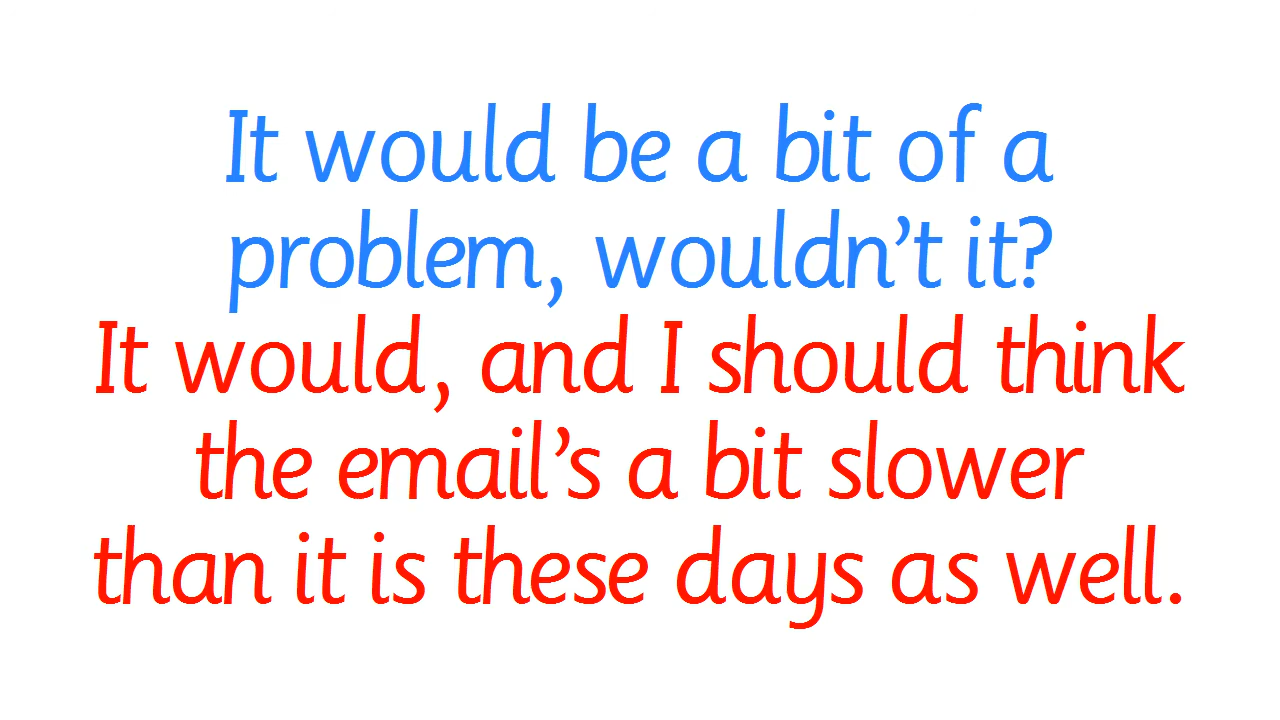 It would be a bit of a
problem, wouldn’t it?
It would, and I should think
the email’s a bit slower
than it is these days as well.